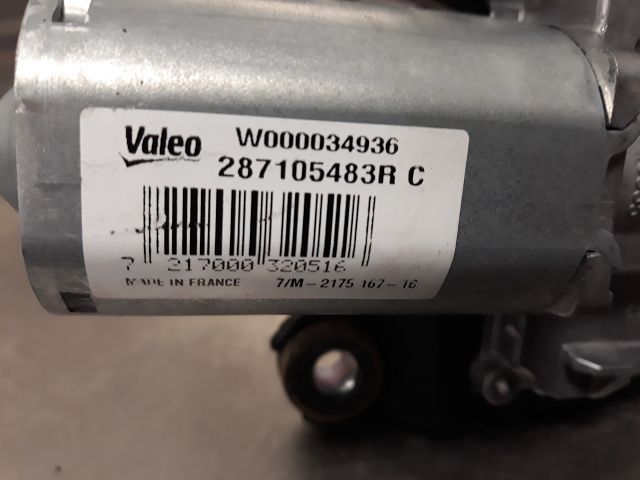 Valeo W000034936
287105483R C
7 217000 320516
MADE IN FRANCE 7/M-2175 167-16